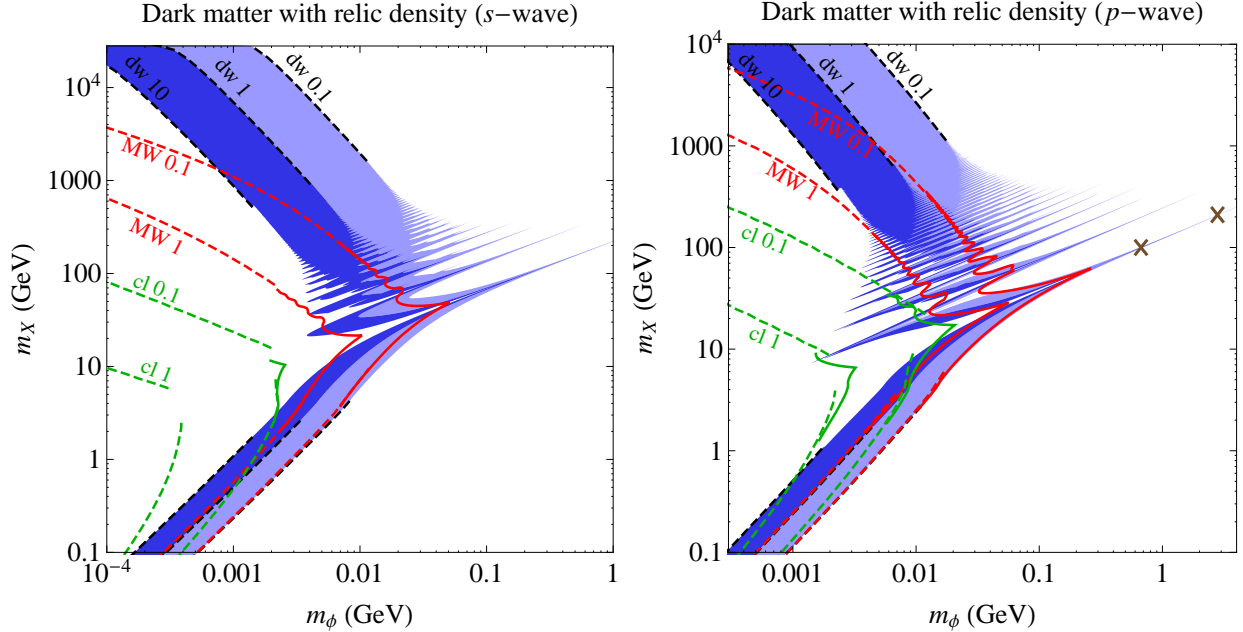 Dark matter with relic density (s−wave)
10⁴
1000
100
10
1
0.1
m_X (GeV)
dw 10
dw 1
dw 0.1
MW 0.1
MW 1
cl 0.1
cl 1
10⁻⁴
0.001
0.01
0.1
1
m_ϕ (GeV)
Dark matter with relic density (p−wave)
10⁴
1000
100
10
1
0.1
m_X (GeV)
dw 10
dw 1
dw 0.1
MW 0.1
MW 1
cl 0.1
cl 1
× ×
0.001
0.01
0.1
1
m_ϕ (GeV)